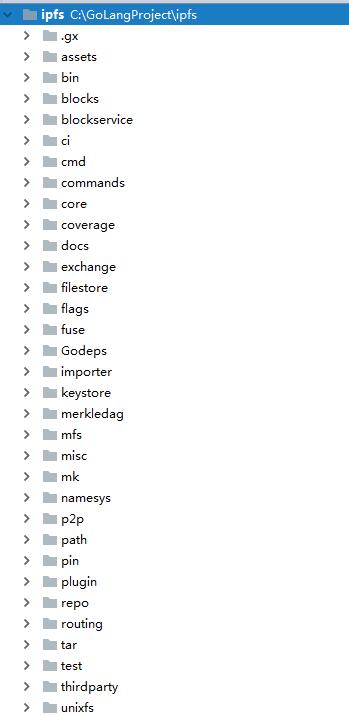 ipfs C:\GoLangProject\ipfs
.gx
assets
bin
blocks
blockservice
ci
cmd
commands
core
coverage
docs
exchange
filestore
flags
fuse
Godeps
importer
keystore
merkledag
mfs
misc
mk
namesys
p2p
path
pin
plugin
repo
routing
tar
test
thirdparty
unixfs